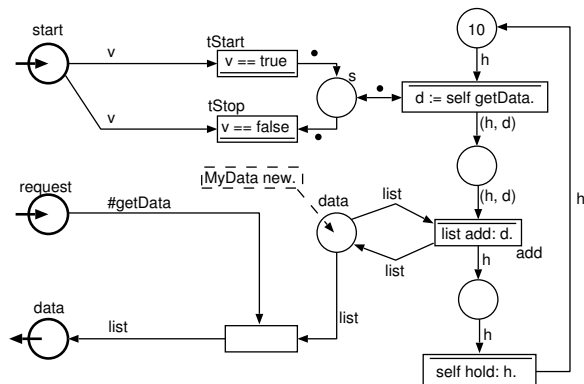 start
v
tStart
v == true
•
s
10
h
•
d := self getData.
tStop
v
v == false
•
(h, d)
MyData new.
request
#getData
data
list
(h, d)
list add: d.
add
list
h
h
data
list
list
h
self hold: h.